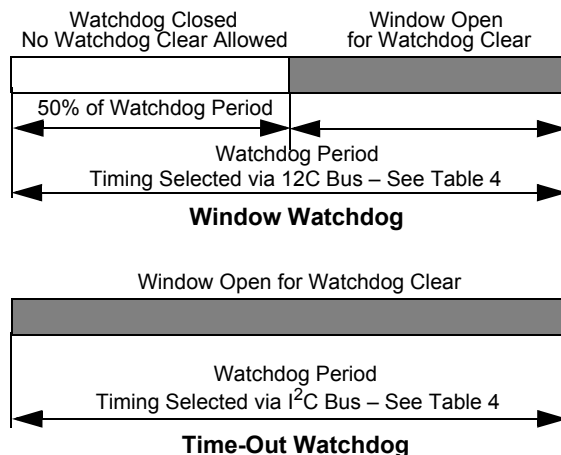 Watchdog Closed
No Watchdog Clear Allowed
Window Open
for Watchdog Clear
50% of Watchdog Period
Watchdog Period
Timing Selected via 12C Bus – See Table 4
Window Watchdog
Window Open for Watchdog Clear
Watchdog Period
Timing Selected via I²C Bus – See Table 4
Time-Out Watchdog